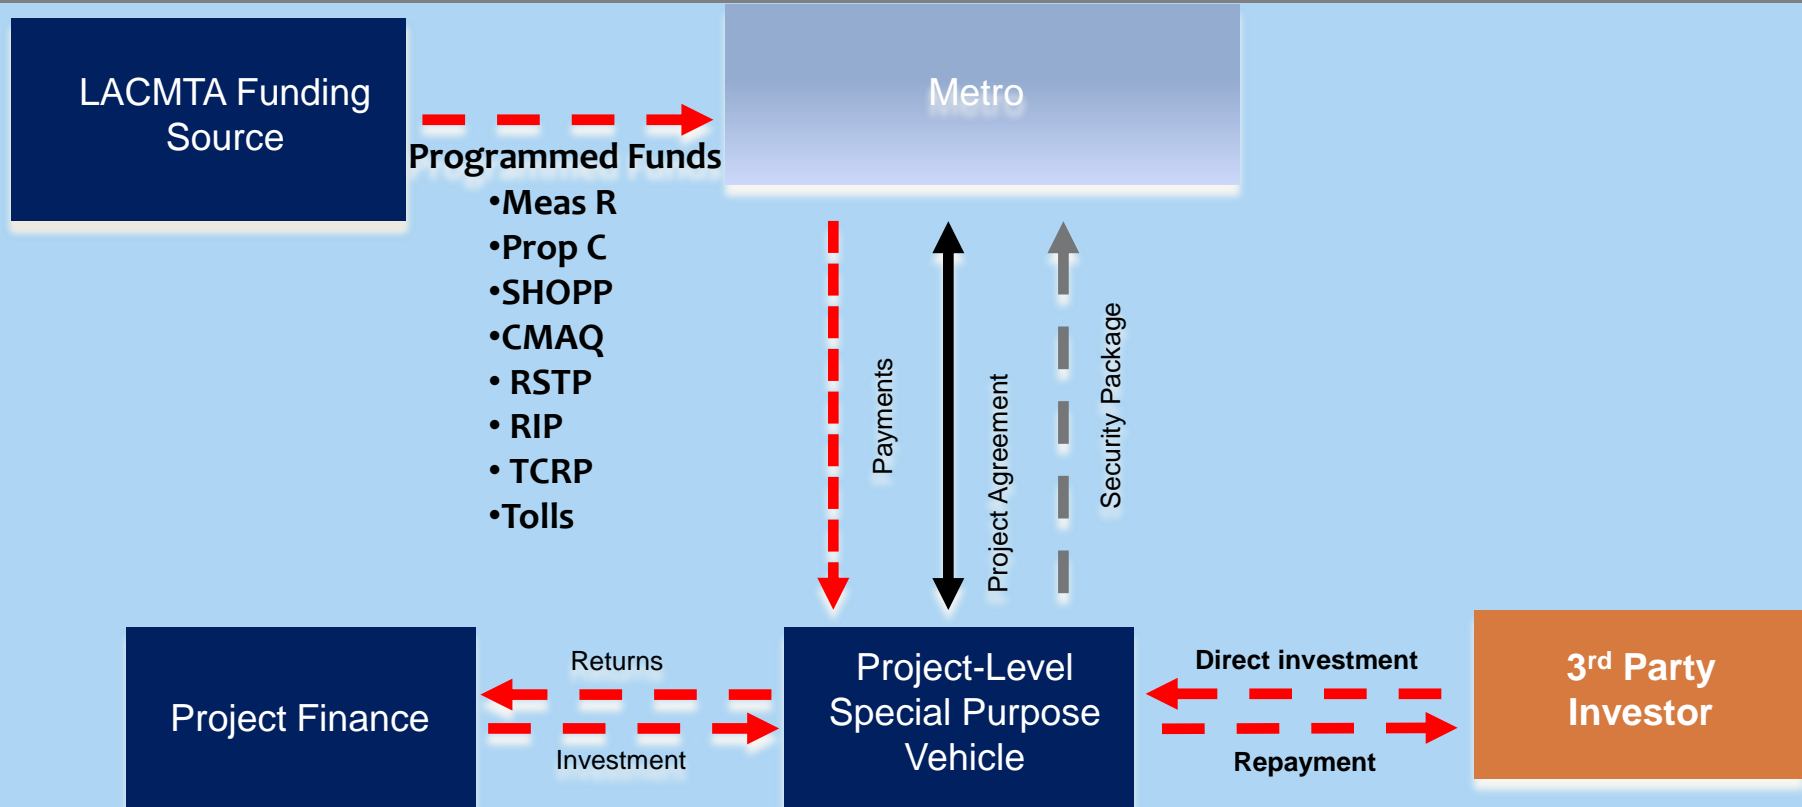 LACMTA Funding
Source
Metro
Programmed Funds
•Meas R
•Prop C
•SHOPP
•CMAQ
• RSTP
• RIP
• TCRP
•Tolls
Payments
Project Agreement
Security Package
Project Finance
Returns
Investment
Project-Level
Special Purpose
Vehicle
Direct investment
Repayment
3rd Party
Investor